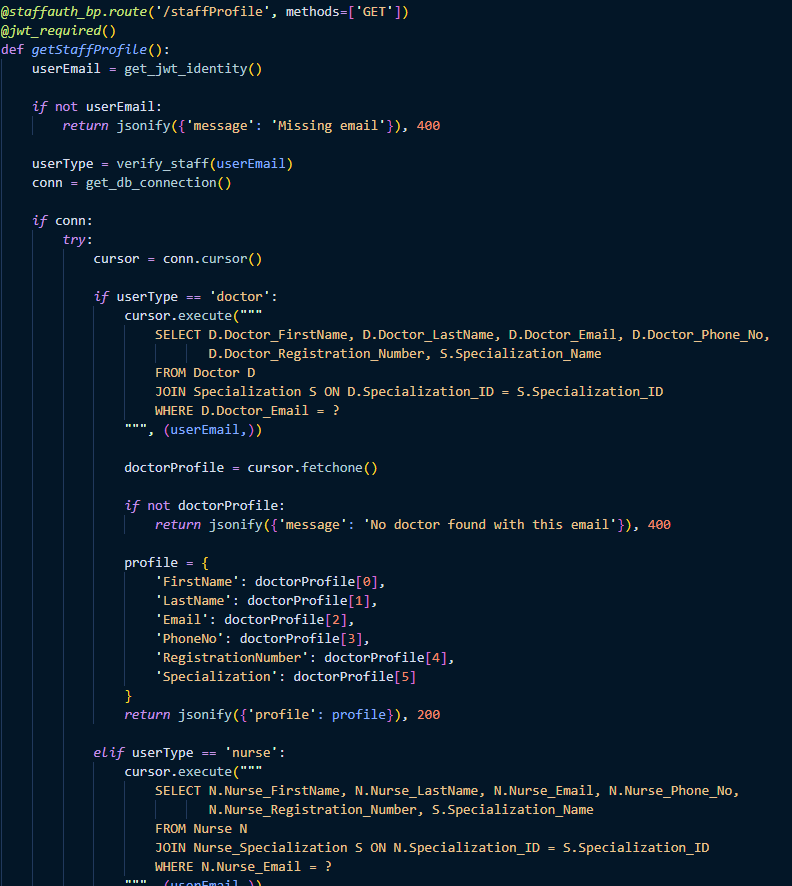 @staffauth_bp.route('/staffProfile', methods=['GET'])
@jwt_required()
def getStaffProfile():
    userEmail = get_jwt_identity()

    if not userEmail:
        return jsonify({'message': 'Missing email'}), 400

    userType = verify_staff(userEmail)
    conn = get_db_connection()

    if conn:
        try:
            cursor = conn.cursor()

            if userType == 'doctor':
                cursor.execute("""
                    SELECT D.Doctor_FirstName, D.Doctor_LastName, D.Doctor_Email, D.Doctor_Phone_No,
                           D.Doctor_Registration_Number, S.Specialization_Name
                    FROM Doctor D
                    JOIN Specialization S ON D.Specialization_ID = S.Specialization_ID
                    WHERE D.Doctor_Email = ?
                """, (userEmail,))

                doctorProfile = cursor.fetchone()

                if not doctorProfile:
                    return jsonify({'message': 'No doctor found with this email'}), 400

                profile = {
                    'FirstName': doctorProfile[0],
                    'LastName': doctorProfile[1],
                    'Email': doctorProfile[2],
                    'PhoneNo': doctorProfile[3],
                    'RegistrationNumber': doctorProfile[4],
                    'Specialization': doctorProfile[5]
                }
                return jsonify({'profile': profile}), 200

            elif userType == 'nurse':
                cursor.execute("""
                    SELECT N.Nurse_FirstName, N.Nurse_LastName, N.Nurse_Email, N.Nurse_Phone_No,
                           N.Nurse_Registration_Number, S.Specialization_Name
                    FROM Nurse N
                    JOIN Nurse_Specialization S ON N.Specialization_ID = S.Specialization_ID
                    WHERE N.Nurse_Email = ?
                """, (userEmail,))